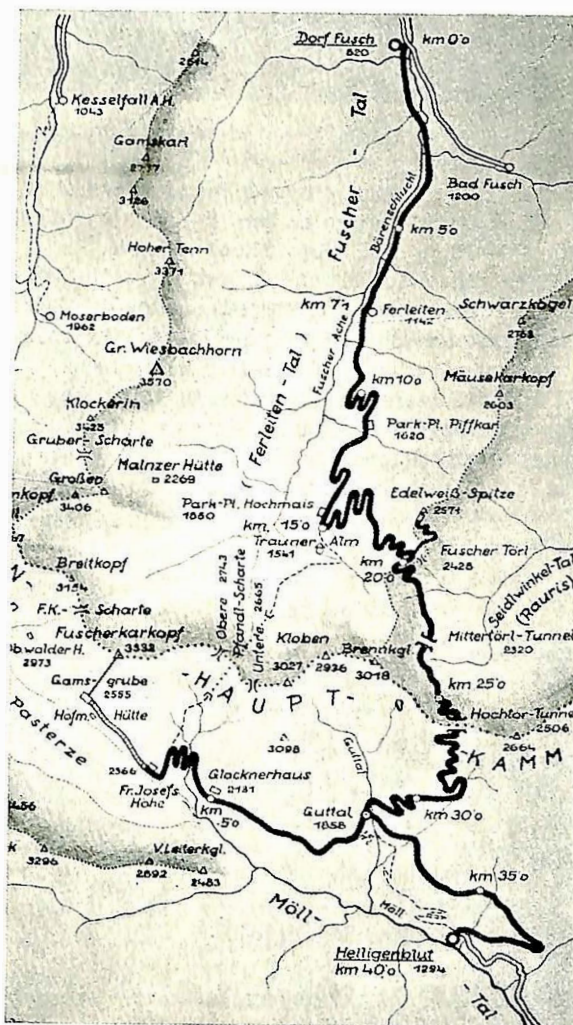 Dorf Fusch
820
km 0·0
2614
Kesselfall A.H.
1043
Gamskarl
Fuscher - Tal
Bad Fusch
1200
Bärenschlucht
km 5·0
Hoher Tenn
3371
km 7·1
Ferleiten
1142
Schwarzkögel
2768
Moserboden
1962
Gr. Wiesbachhorn
3570
Fuscher Ache
( Ferleiten - Tal )
km 10·0
Mäusekarkopf
2603
Klockerin
3423
Park-Pl. Piffkar
1620
Gruber - Scharte
Mainzer Hütte
2269
Großer
3406
Park-Pl. Hochmais
1850
Edelweiß-Spitze
2571
km. 15·0
Trauner Alm
1541
Fuscher Törl
2428
Breitkopf
3154
km 20·0
Seidlwinkel-Tal
(Rauris)
Obere 2743
Pfandl-Scharte
Untere 2665
F.K. - Scharte
Fuscherkarkopf
3332
Kloben
2936
3027
Brennkgl.
3018
Mittertörl-Tunnel
2320
walder H.
2973
Gams-grube
2555
HAUPT-
km 25·0
Hochtor-Tunnel
2506
2664
KAMM
Pasterze
Hofm. Hütte
3098
Guttal
2366
Fr. Josefs
Höhe
Glocknerhaus
2131
km
5·0
Guttal
1858
km 30·0
3296
V. Leiterkgl.
2892
2483
km 35·0
Möll-
Möll
Heiligenblut
km 40·0
1294
- Tal